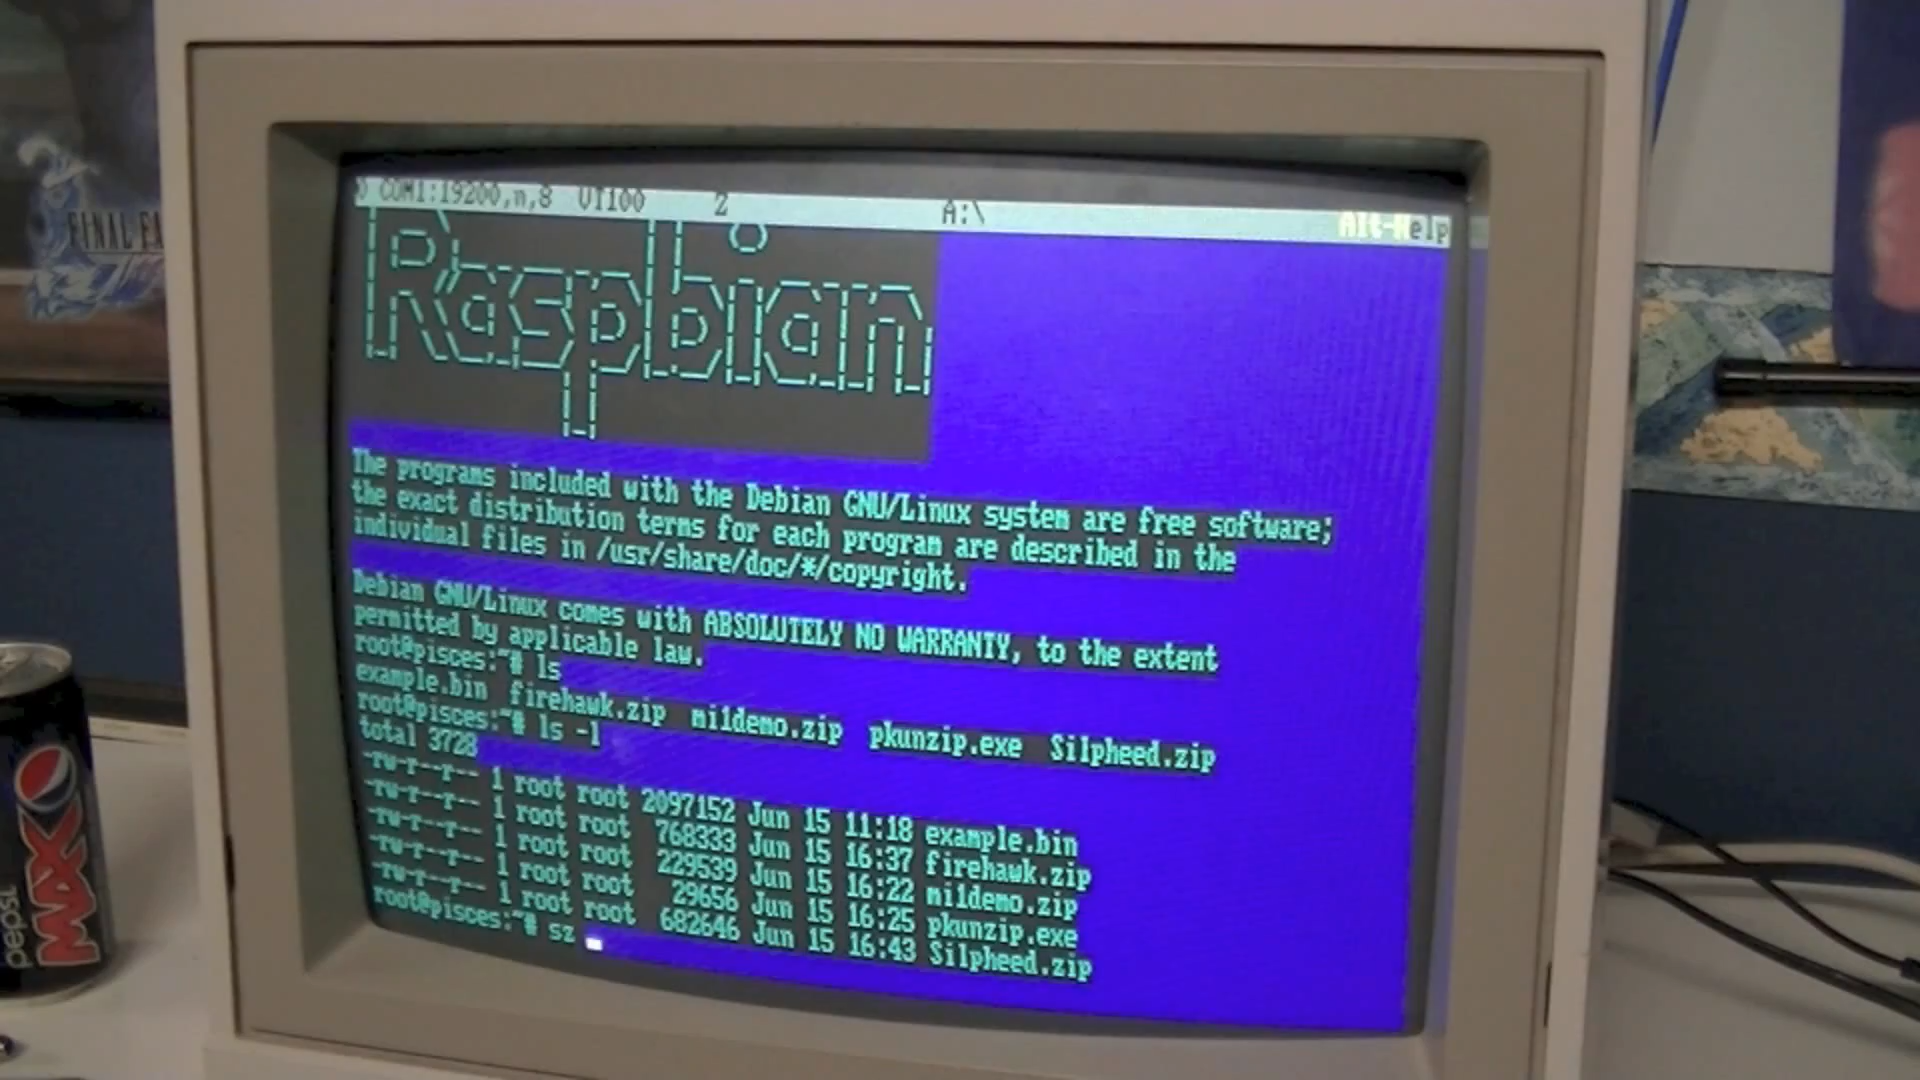 COM1:19200,n,8 VT100 Z A:\ Alt-Help
Raspbian
The programs included with the Debian GNU/Linux system are free software;
the exact distribution terms for each program are described in the
individual files in /usr/share/doc/*/copyright.
Debian GNU/Linux comes with ABSOLUTELY NO WARRANTY, to the extent
permitted by applicable law.
root@pisces:~# ls
example.bin firehawk.zip mi1demo.zip pkunzip.exe Silpheed.zip
root@pisces:~# ls -l
total 3728
-rw-r--r-- 1 root root 2097152 Jun 15 11:18 example.bin
-rw-r--r-- 1 root root 768333 Jun 15 16:37 firehawk.zip
-rw-r--r-- 1 root root 229539 Jun 15 16:22 mi1demo.zip
-rw-r--r-- 1 root root 29656 Jun 15 16:25 pkunzip.exe
-rw-r--r-- 1 root root 682646 Jun 15 16:43 Silpheed.zip
root@pisces:~# sz
FINAL FA
pepsi
MAX